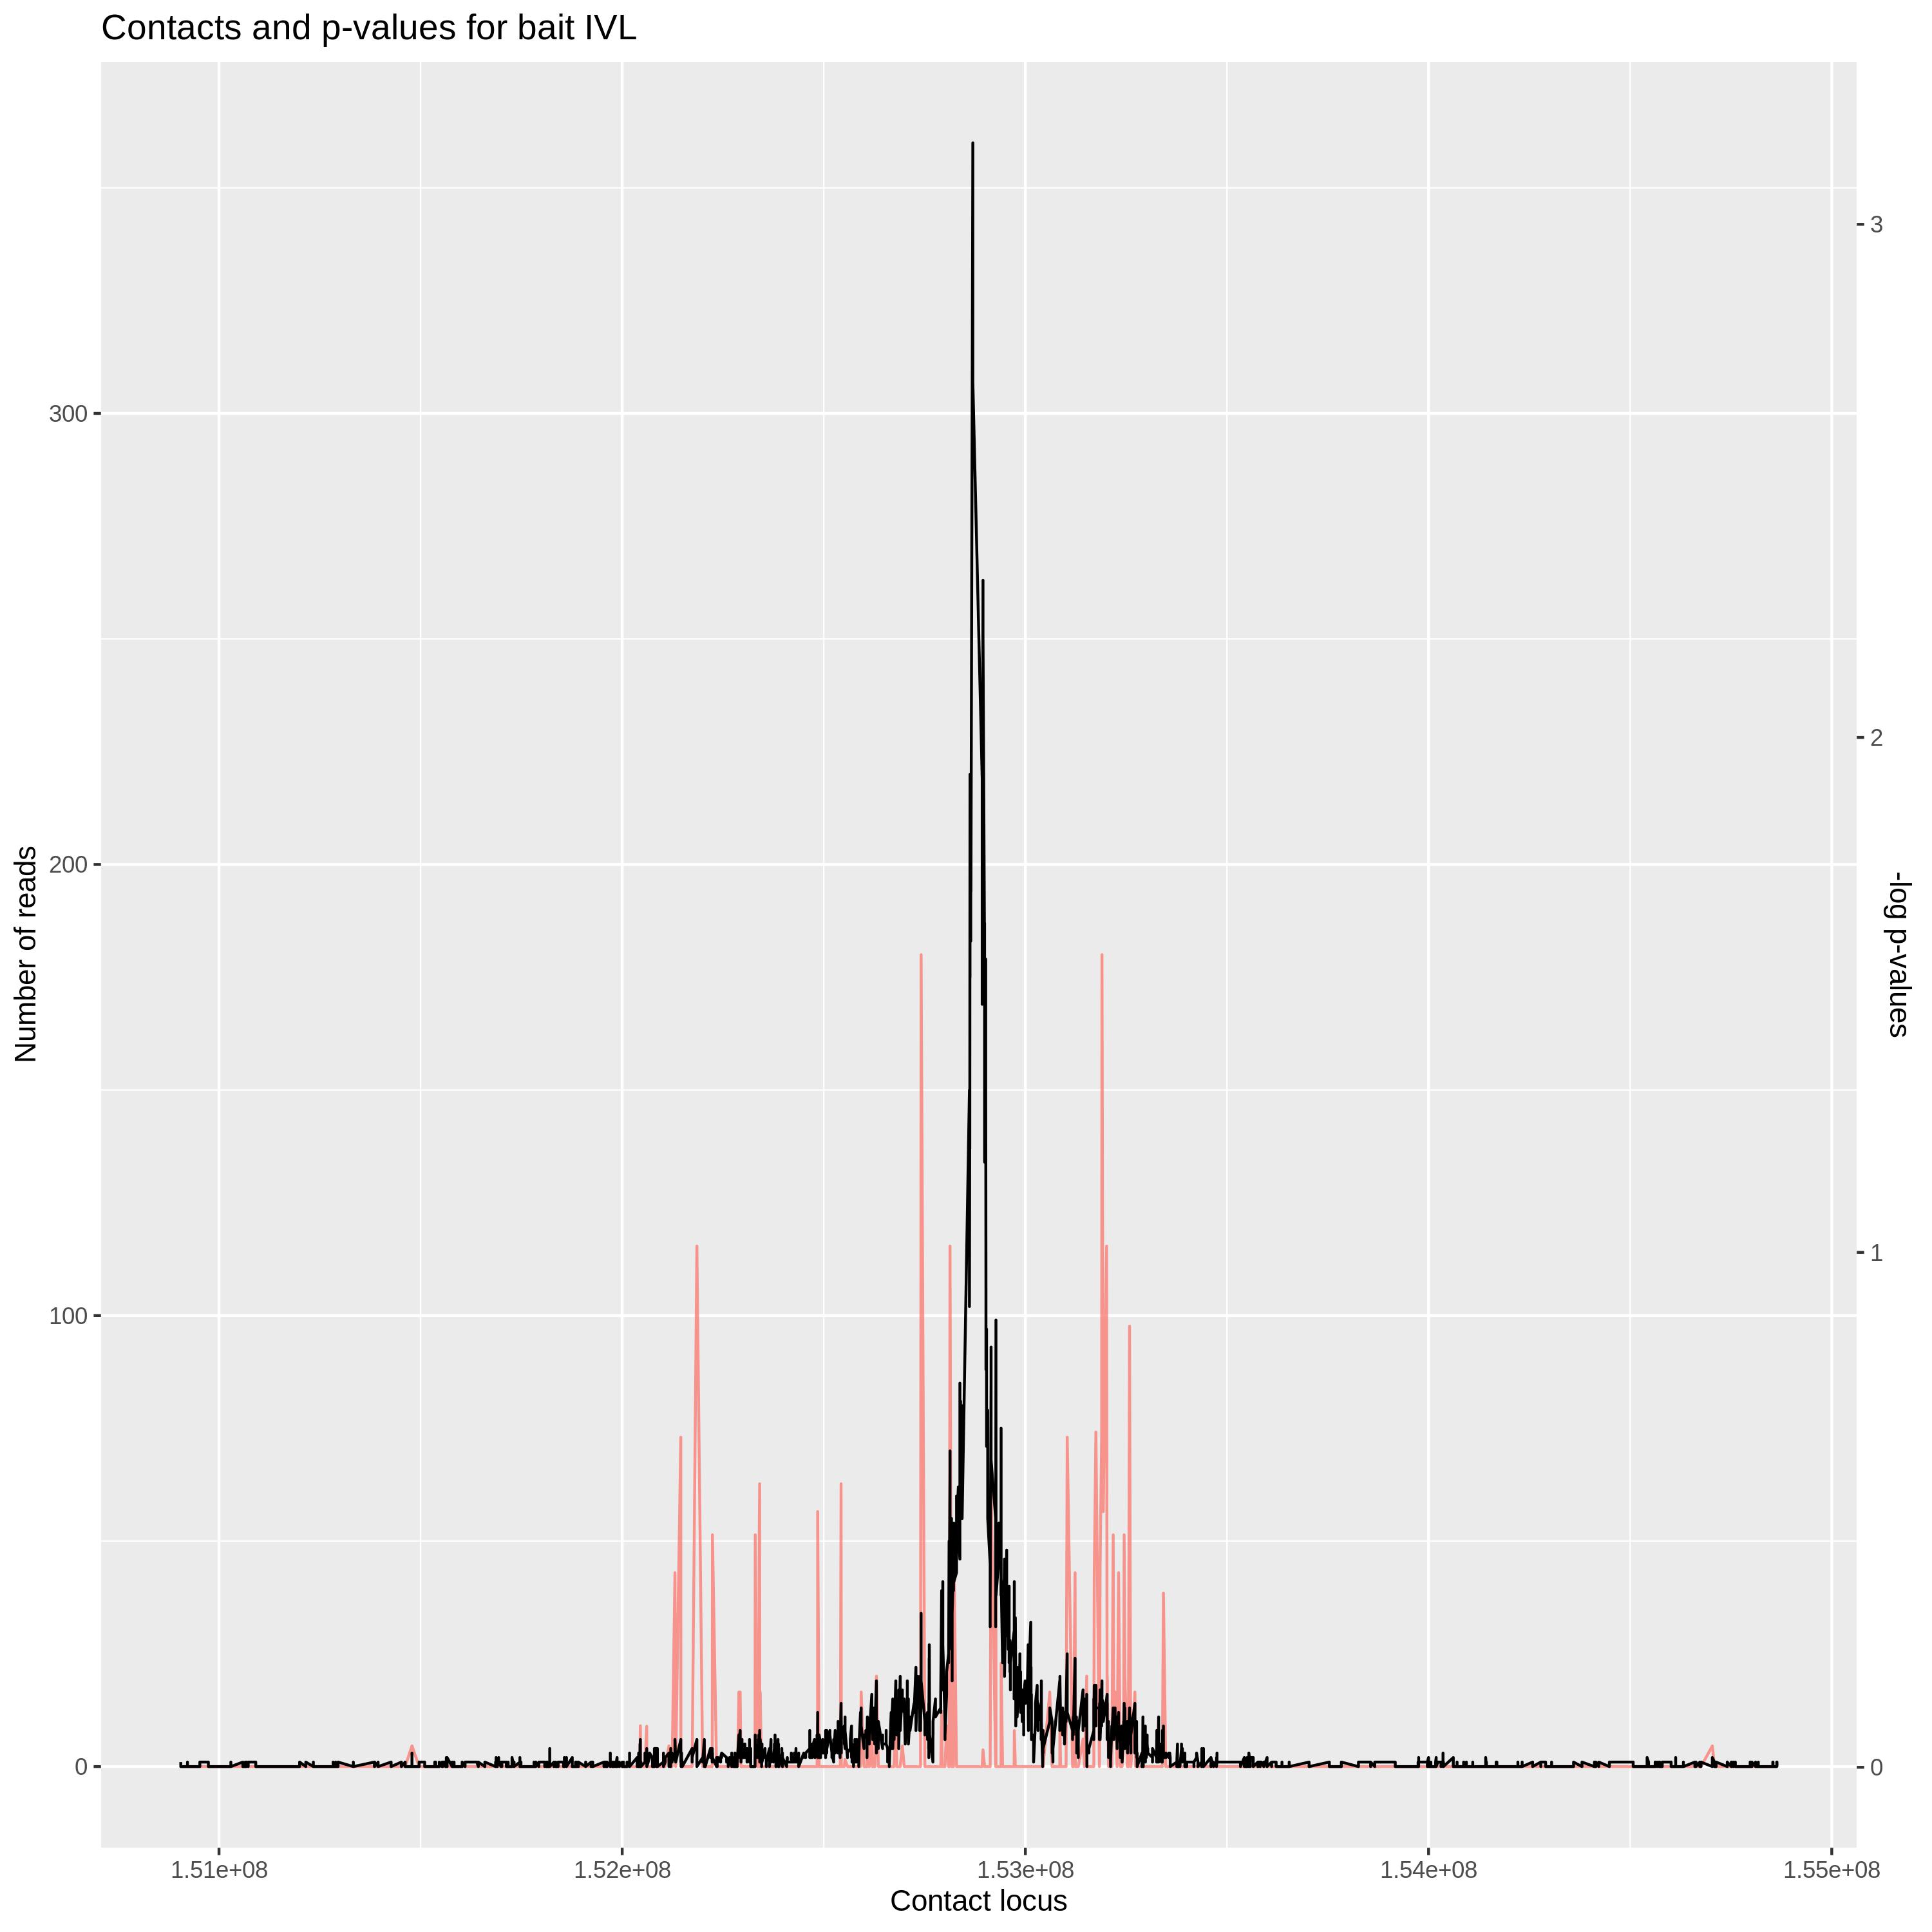 Contacts and p-values for bait IVL
Number of reads
300
200
100
0
3
2
1
0
-log p-values
1.51e+08 1.52e+08 1.53e+08 1.54e+08 1.55e+08
Contact locus